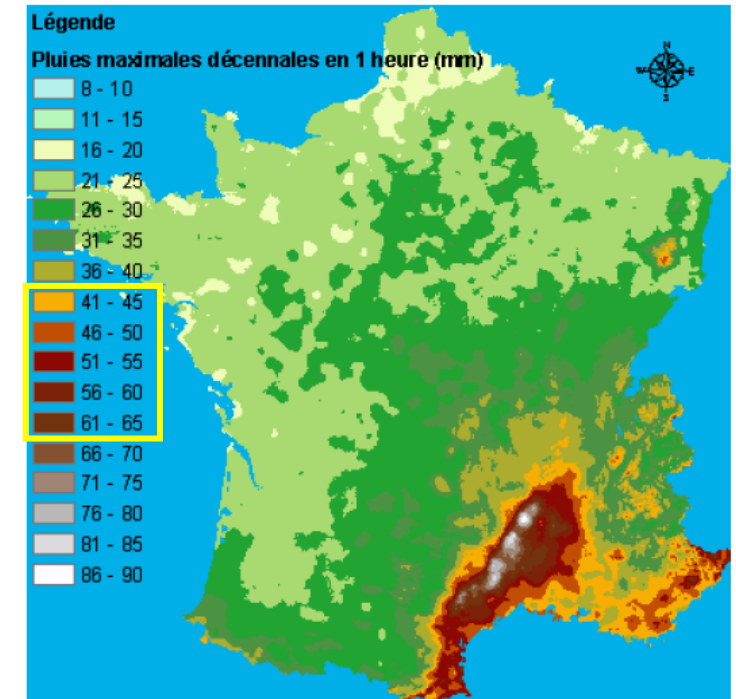 Légende
Pluies maximales décennales en 1 heure (mm)
8 - 10
11 - 15
16 - 20
21 - 25
26 - 30
31 - 35
36 - 40
41 - 45
46 - 50
51 - 55
56 - 60
61 - 65
66 - 70
71 - 75
76 - 80
81 - 85
86 - 90
N
W
E
S